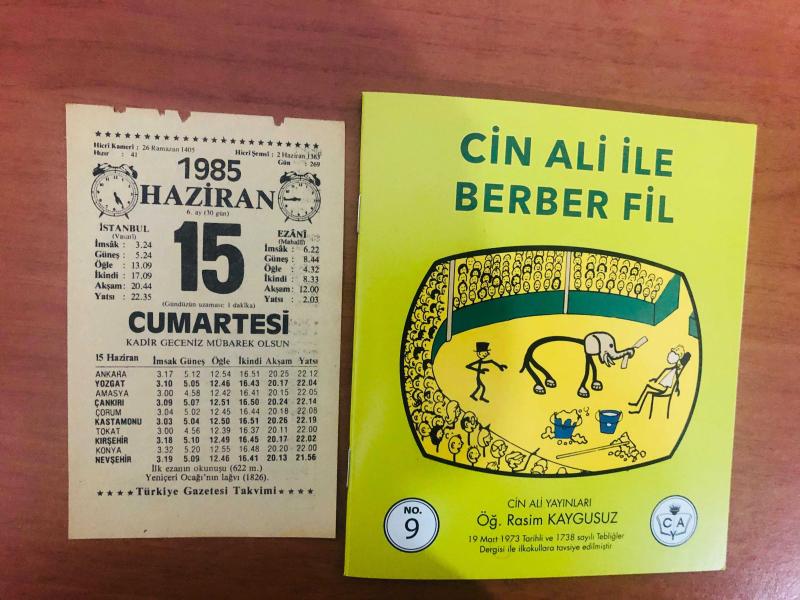 Hicrî Kamerî : 26 Ramazan 1405 Hicrî Şemsî : 2 Haziran 1363
Hızır : 41 Gün : 269
1985
HAZİRAN
6. ay (30 gün)
15
İSTANBUL
(Vasatî)
İmsâk : 3.24
Güneş : 5.24
Öğle : 13.09
İkindi : 17.09
Akşam : 20.44
Yatsı : 22.35
EZÂNÎ
(Mahallî)
İmsâk : 6.22
Güneş : 8.44
Öğle : 4.32
İkindi : 8.33
Akşam : 12.00
Yatsı : 2.03
(Gündüzün uzaması: 1 dakîka)
CUMARTESİ
KADİR GECENİZ MÜBAREK OLSUN
15 Haziran İmsak Güneş Öğle İkindi Akşam Yatsı
ANKARA 3.17 5.12 12.54 16.51 20.25 22.12
YOZGAT 3.10 5.05 12.46 16.43 20.17 22.04
AMASYA 3.00 4.58 12.42 16.41 20.15 22.05
ÇANKIRI 3.09 5.07 12.51 16.50 20.24 22.14
ÇORUM 3.04 5.02 12.45 16.44 20.18 22.08
KASTAMONU 3.03 5.04 12.50 16.51 20.26 22.19
TOKAT 3.00 4.56 12.39 16.37 20.11 22.00
KIRŞEHİR 3.18 5.10 12.49 16.45 20.17 22.02
KONYA 3.32 5.20 12.55 16.48 20.20 22.00
NEVŞEHİR 3.19 5.09 12.46 16.41 20.13 21.56
İlk ezanın okunuşu (622 m.)
Yeniçeri Ocağı'nın lağvı (1826).
Türkiye Gazetesi Takvimi
CİN ALİ İLE
BERBER FİL
NO.
9
CİN ALİ YAYINLARI
Öğ. Rasim KAYGUSUZ
19 Mart 1973 Tarihli ve 1738 sayılı Tebliğler
Dergisi ile ilkokullara tavsiye edilmiştir
C A
Y